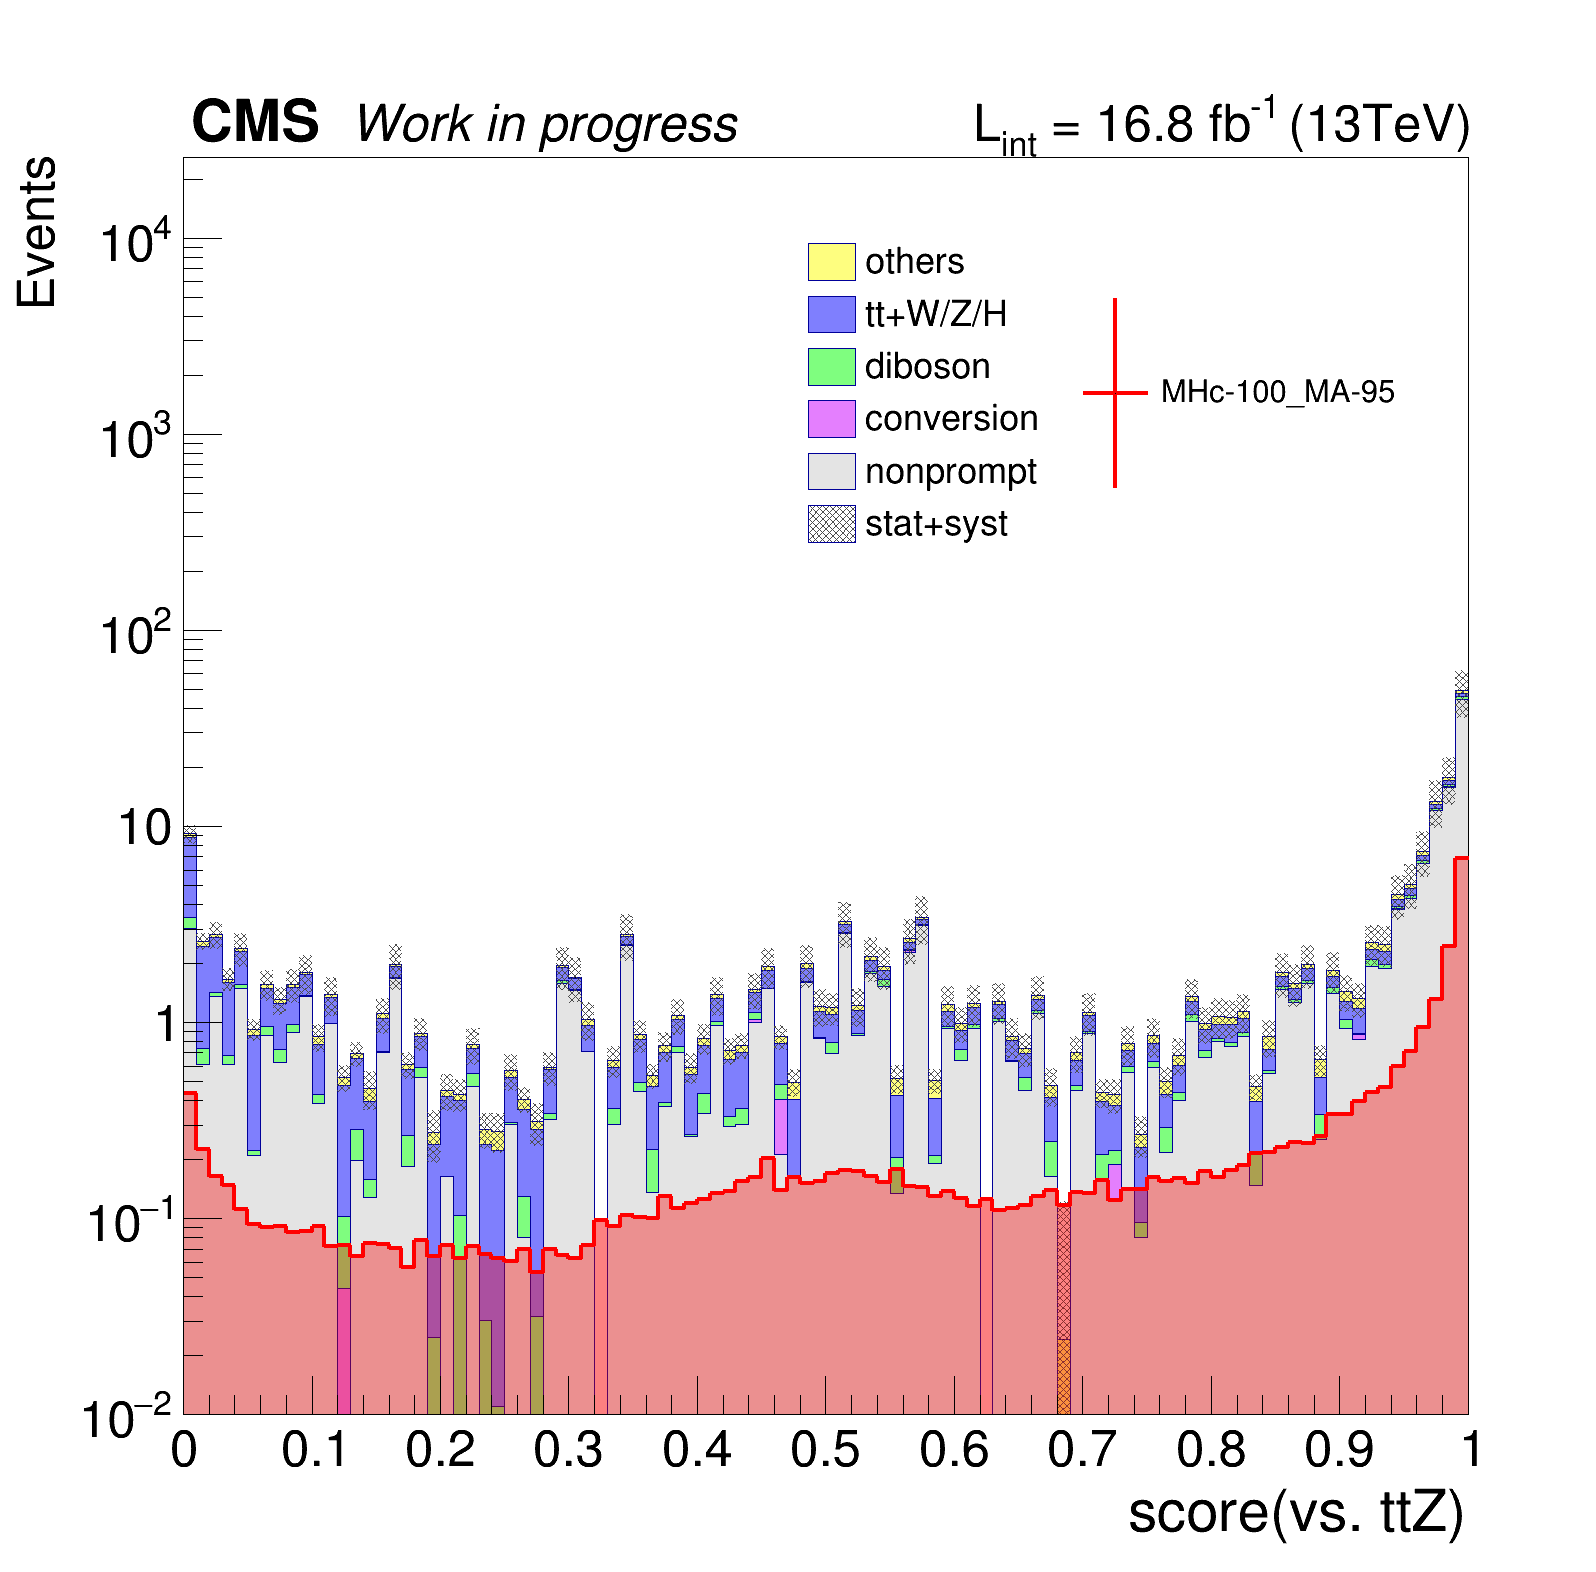 CMS Work in progress L_int = 16.8 fb^-1 (13TeV)
Events
10^4
10^3
10^2
10
1
10^−1
10^−2
others
tt+W/Z/H
diboson
conversion
nonprompt
stat+syst
MHc-100_MA-95
0 0.1 0.2 0.3 0.4 0.5 0.6 0.7 0.8 0.9 1
score(vs. ttZ)